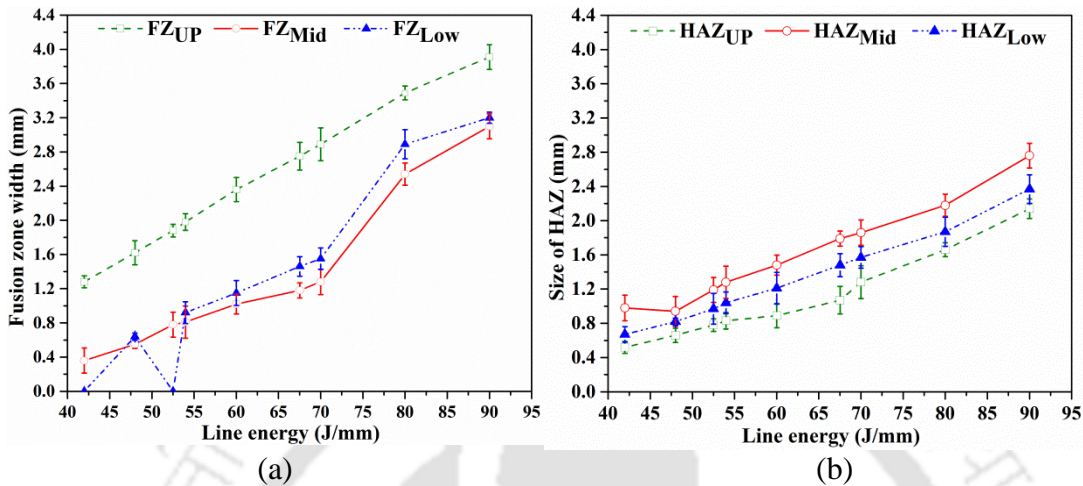 FZUP FZMid FZLow
4.4
4.0
3.6
3.2
2.8
2.4
2.0
1.6
1.2
0.8
0.4
0.0
Fusion zone width (mm)
40 45 50 55 60 65 70 75 80 85 90 95
Line energy (J/mm)
(a)
HAZUP HAZMid HAZLow
4.4
4.0
3.6
3.2
2.8
2.4
2.0
1.6
1.2
0.8
0.4
0.0
Size of HAZ (mm)
40 45 50 55 60 65 70 75 80 85 90 95
Line energy (J/mm)
(b)